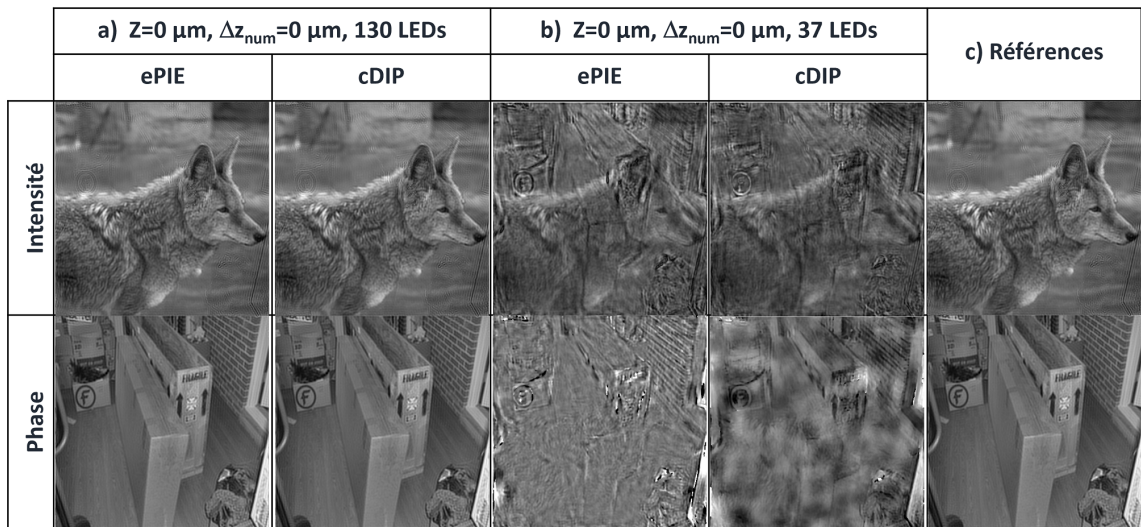 a) Z=0 µm, Δz_num=0 µm, 130 LEDs
b) Z=0 µm, Δz_num=0 µm, 37 LEDs
c) Références
ePIE
cDIP
ePIE
cDIP
Intensité
Phase
FRAGILE
FRAGILE
FRAGILE